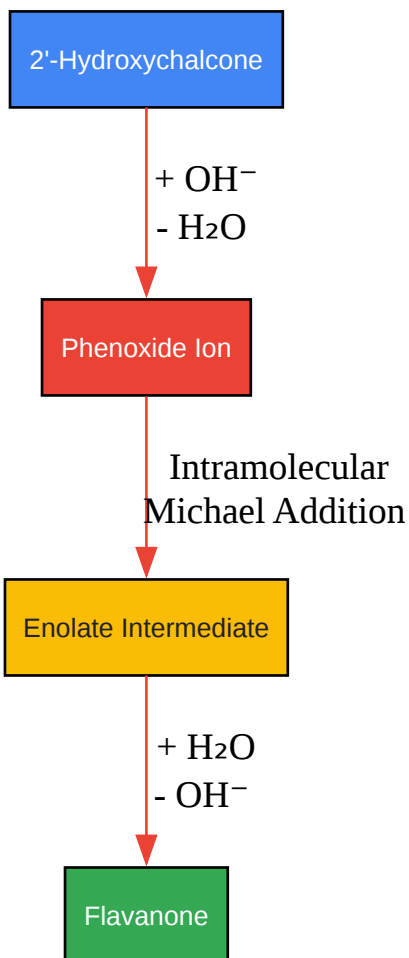 2'-Hydroxychalcone
+ OH⁻
- H₂O
Phenoxide Ion
Intramolecular
Michael Addition
Enolate Intermediate
+ H₂O
- OH⁻
Flavanone